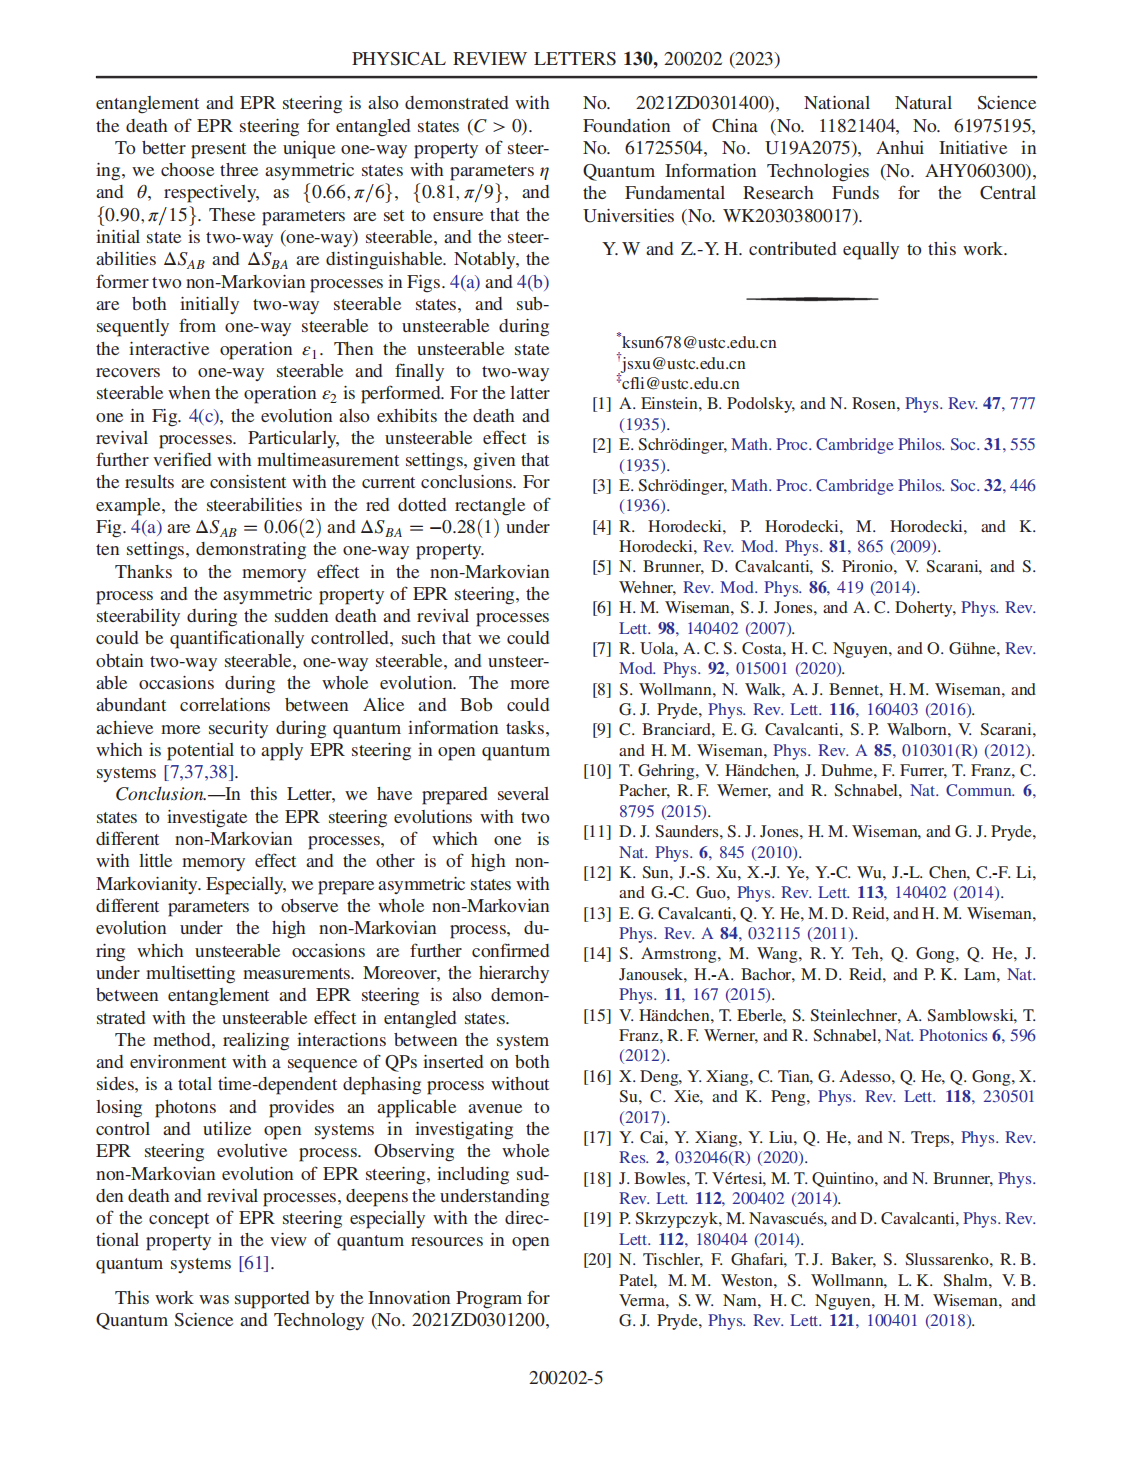 PHYSICAL REVIEW LETTERS 130, 200202 (2023)
entanglement and EPR steering is also demonstrated with
the death of EPR steering for entangled states (C > 0).
To better present the unique one-way property of steer-
ing, we choose three asymmetric states with parameters η
and θ, respectively, as {0.66, π/6}, {0.81, π/9}, and
{0.90, π/15}. These parameters are set to ensure that the
initial state is two-way (one-way) steerable, and the steer-
abilities ΔS_AB and ΔS_BA are distinguishable. Notably, the
former two non-Markovian processes in Figs. 4(a) and 4(b)
are both initially two-way steerable states, and sub-
sequently from one-way steerable to unsteerable during
the interactive operation ε₁. Then the unsteerable state
recovers to one-way steerable and finally to two-way
steerable when the operation ε₂ is performed. For the latter
one in Fig. 4(c), the evolution also exhibits the death and
revival processes. Particularly, the unsteerable effect is
further verified with multimeasurement settings, given that
the results are consistent with the current conclusions. For
example, the steerabilities in the red dotted rectangle of
Fig. 4(a) are ΔS_AB = 0.06(2) and ΔS_BA = −0.28(1) under
ten settings, demonstrating the one-way property.
Thanks to the memory effect in the non-Markovian
process and the asymmetric property of EPR steering, the
steerability during the sudden death and revival processes
could be quantificationally controlled, such that we could
obtain two-way steerable, one-way steerable, and unsteer-
able occasions during the whole evolution. The more
abundant correlations between Alice and Bob could
achieve more security during quantum information tasks,
which is potential to apply EPR steering in open quantum
systems [7,37,38].
Conclusion.—In this Letter, we have prepared several
states to investigate the EPR steering evolutions with two
different non-Markovian processes, of which one is
with little memory effect and the other is of high non-
Markovianity. Especially, we prepare asymmetric states with
different parameters to observe the whole non-Markovian
evolution under the high non-Markovian process, du-
ring which unsteerable occasions are further confirmed
under multisetting measurements. Moreover, the hierarchy
between entanglement and EPR steering is also demon-
strated with the unsteerable effect in entangled states.
The method, realizing interactions between the system
and environment with a sequence of QPs inserted on both
sides, is a total time-dependent dephasing process without
losing photons and provides an applicable avenue to
control and utilize open systems in investigating the
EPR steering evolutive process. Observing the whole
non-Markovian evolution of EPR steering, including sud-
den death and revival processes, deepens the understanding
of the concept of EPR steering especially with the direc-
tional property in the view of quantum resources in open
quantum systems [61].
This work was supported by the Innovation Program for
Quantum Science and Technology (No. 2021ZD0301200,
No. 2021ZD0301400), National Natural Science
Foundation of China (No. 11821404, No. 61975195,
No. 61725504, No. U19A2075), Anhui Initiative in
Quantum Information Technologies (No. AHY060300),
the Fundamental Research Funds for the Central
Universities (No. WK2030380017).
Y. W and Z.-Y. H. contributed equally to this work.
*ksun678@ustc.edu.cn
†jsxu@ustc.edu.cn
‡cfli@ustc.edu.cn
[1] A. Einstein, B. Podolsky, and N. Rosen, Phys. Rev. 47, 777
(1935).
[2] E. Schrödinger, Math. Proc. Cambridge Philos. Soc. 31, 555
(1935).
[3] E. Schrödinger, Math. Proc. Cambridge Philos. Soc. 32, 446
(1936).
[4] R. Horodecki, P. Horodecki, M. Horodecki, and K.
Horodecki, Rev. Mod. Phys. 81, 865 (2009).
[5] N. Brunner, D. Cavalcanti, S. Pironio, V. Scarani, and S.
Wehner, Rev. Mod. Phys. 86, 419 (2014).
[6] H. M. Wiseman, S. J. Jones, and A. C. Doherty, Phys. Rev.
Lett. 98, 140402 (2007).
[7] R. Uola, A. C. S. Costa, H. C. Nguyen, and O. Gühne, Rev.
Mod. Phys. 92, 015001 (2020).
[8] S. Wollmann, N. Walk, A. J. Bennet, H. M. Wiseman, and
G. J. Pryde, Phys. Rev. Lett. 116, 160403 (2016).
[9] C. Branciard, E. G. Cavalcanti, S. P. Walborn, V. Scarani,
and H. M. Wiseman, Phys. Rev. A 85, 010301(R) (2012).
[10] T. Gehring, V. Händchen, J. Duhme, F. Furrer, T. Franz, C.
Pacher, R. F. Werner, and R. Schnabel, Nat. Commun. 6,
8795 (2015).
[11] D. J. Saunders, S. J. Jones, H. M. Wiseman, and G. J. Pryde,
Nat. Phys. 6, 845 (2010).
[12] K. Sun, J.-S. Xu, X.-J. Ye, Y.-C. Wu, J.-L. Chen, C.-F. Li,
and G.-C. Guo, Phys. Rev. Lett. 113, 140402 (2014).
[13] E. G. Cavalcanti, Q. Y. He, M. D. Reid, and H. M. Wiseman,
Phys. Rev. A 84, 032115 (2011).
[14] S. Armstrong, M. Wang, R. Y. Teh, Q. Gong, Q. He, J.
Janousek, H.-A. Bachor, M. D. Reid, and P. K. Lam, Nat.
Phys. 11, 167 (2015).
[15] V. Händchen, T. Eberle, S. Steinlechner, A. Samblowski, T.
Franz, R. F. Werner, and R. Schnabel, Nat. Photonics 6, 596
(2012).
[16] X. Deng, Y. Xiang, C. Tian, G. Adesso, Q. He, Q. Gong, X.
Su, C. Xie, and K. Peng, Phys. Rev. Lett. 118, 230501
(2017).
[17] Y. Cai, Y. Xiang, Y. Liu, Q. He, and N. Treps, Phys. Rev.
Res. 2, 032046(R) (2020).
[18] J. Bowles, T. Vértesi, M. T. Quintino, and N. Brunner, Phys.
Rev. Lett. 112, 200402 (2014).
[19] P. Skrzypczyk, M. Navascués, and D. Cavalcanti, Phys. Rev.
Lett. 112, 180404 (2014).
[20] N. Tischler, F. Ghafari, T. J. Baker, S. Slussarenko, R. B.
Patel, M. M. Weston, S. Wollmann, L. K. Shalm, V. B.
Verma, S. W. Nam, H. C. Nguyen, H. M. Wiseman, and
G. J. Pryde, Phys. Rev. Lett. 121, 100401 (2018).
200202-5